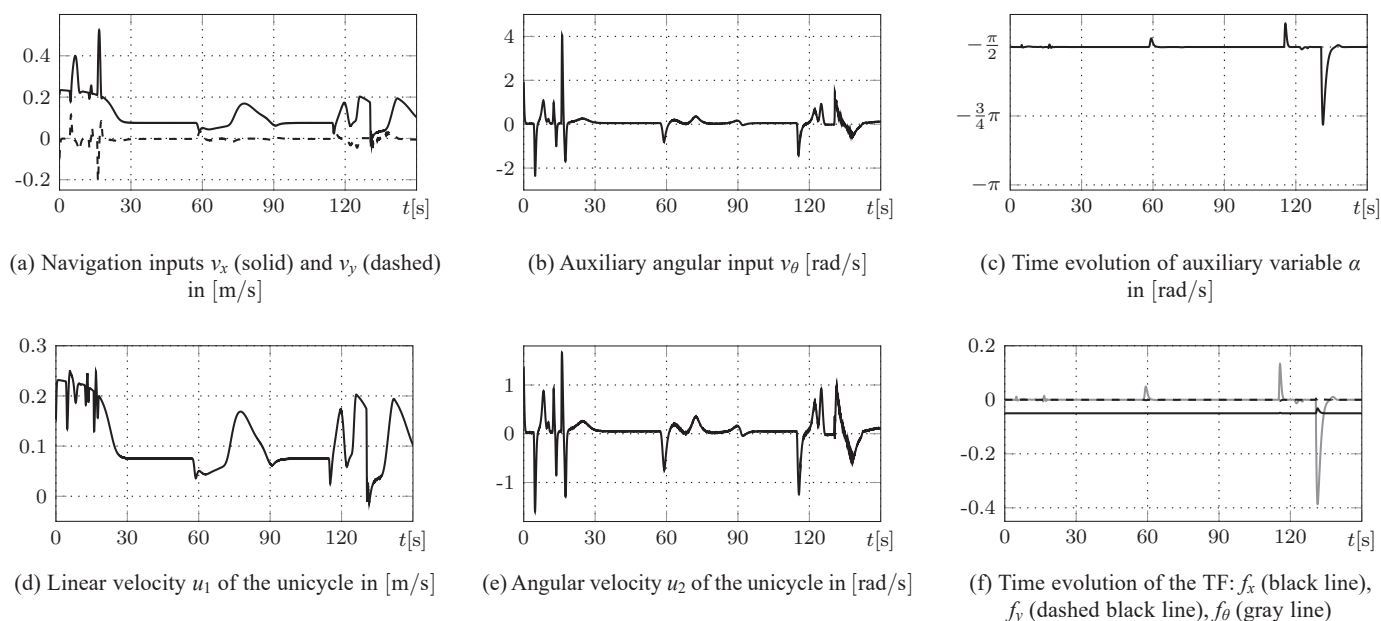 0.4
0.2
0
-0.2
0
30
60
90
120
t[s]
(a) Navigation inputs vx (solid) and vy (dashed)
in [m/s]
4
2
0
-2
0
30
60
90
120
t[s]
(b) Auxiliary angular input vθ [rad/s]
−π/2
−3/4 π
−π
0
30
60
90
120
t[s]
(c) Time evolution of auxiliary variable α
in [rad/s]
0.3
0.2
0.1
0
0
30
60
90
120
t[s]
(d) Linear velocity u1 of the unicycle in [m/s]
1
0
-1
0
30
60
90
120
t[s]
(e) Angular velocity u2 of the unicycle in [rad/s]
0.2
0
-0.2
-0.4
0
30
60
90
120
t[s]
(f) Time evolution of the TF: fx (black line),
fy (dashed black line), fθ (gray line)